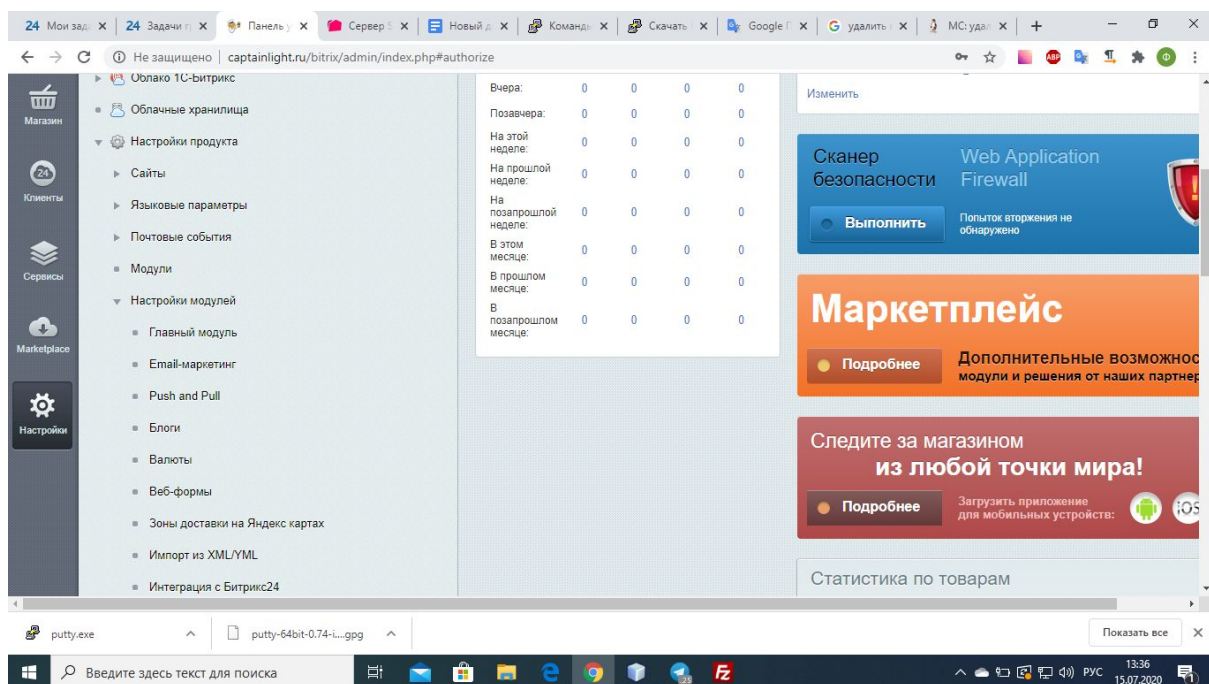 24 Мои зад
24 Задачи г
Панель у
Сервер S
Новый д
Команды
Скачать
Google П
удалить
МС: удал
Не защищено | captainlight.ru/bitrix/admin/index.php#authorize
Магазин
24
Клиенты
Сервисы
Marketplace
Настройки
Облако 1С-Битрикс
Облачные хранилища
Настройки продукта
Сайты
Языковые параметры
Почтовые события
Модули
Настройки модулей
Главный модуль
Email-маркетинг
Push and Pull
Блоги
Валюты
Веб-формы
Зоны доставки на Яндекс картах
Импорт из XML/YML
Интеграция с Битрикс24
Вчера: 0 0 0 0
Позавчера: 0 0 0 0
На этой
неделе: 0 0 0 0
На прошлой
неделе: 0 0 0 0
На
позапрошлой
неделе: 0 0 0 0
В этом
месяце: 0 0 0 0
В прошлом
месяце: 0 0 0 0
В
позапрошлом
месяце: 0 0 0 0
Изменить
Сканер
безопасности
Выполнить
Web Application
Firewall
Попыток вторжения не
обнаружено
Маркетплейс
Подробнее
Дополнительные возможнос
модули и решения от наших партнер
Следите за магазином
из любой точки мира!
Подробнее
Загрузить приложение
для мобильных устройств:
iOS
Статистика по товарам
putty.exe
putty-64bit-0.74-i....gpg
Показать все
Введите здесь текст для поиска
РУС
13:36
15.07.2020